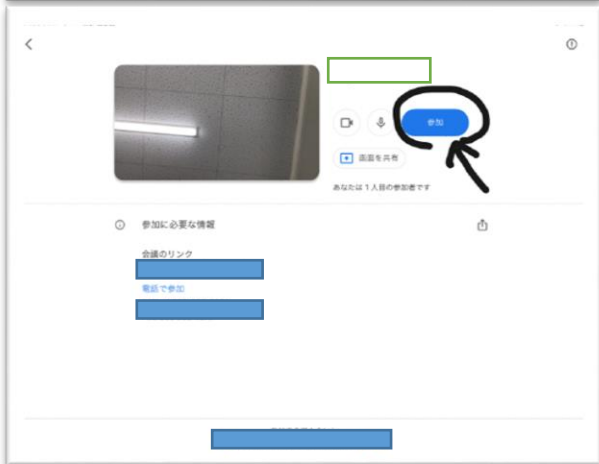 参加
画面を共有
あなたは 1 人目の参加者です
参加に必要な情報
会議のリンク
電話で参加